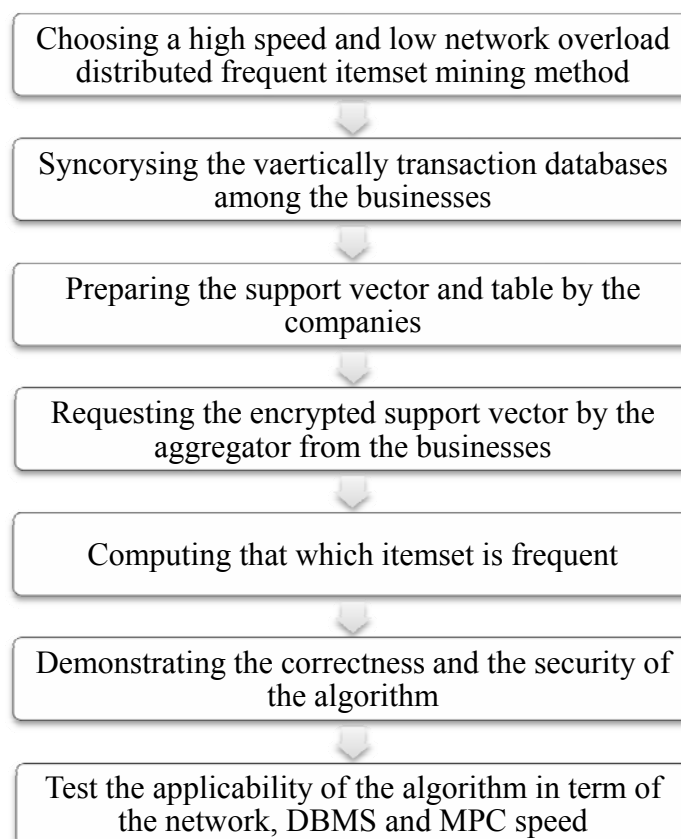 Choosing a high speed and low network overload
distributed frequent itemset mining method
Syncorysing the vaertically transaction databases
among the businesses
Preparing the support vector and table by the
companies
Requesting the encrypted support vector by the
aggregator from the businesses
Computing that which itemset is frequent
Demonstrating the correctness and the security of
the algorithm
Test the applicability of the algorithm in term of
the network, DBMS and MPC speed